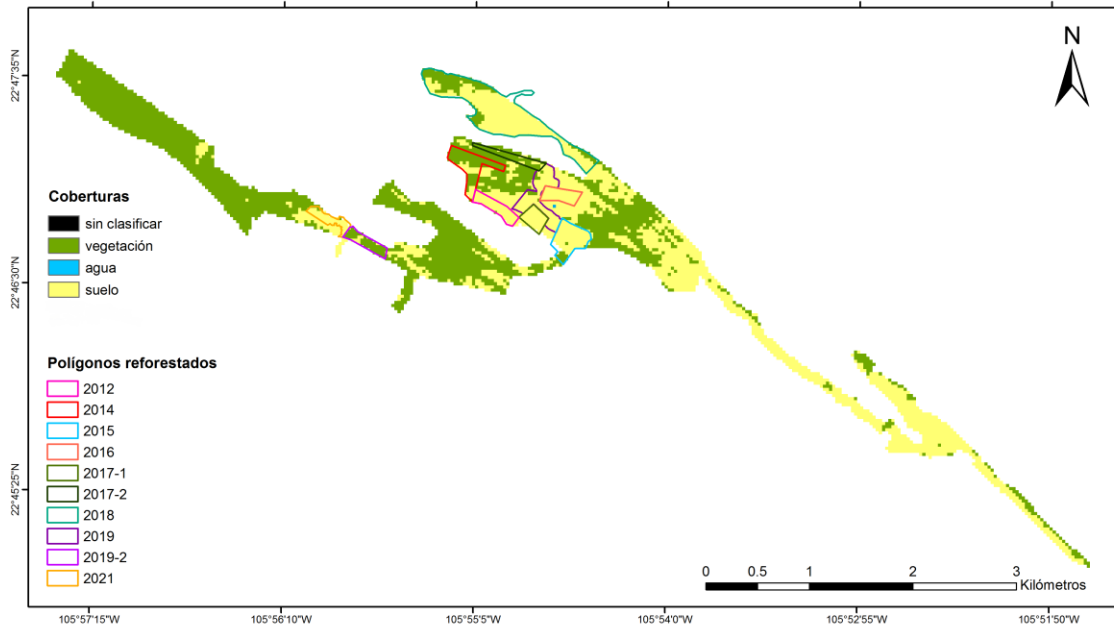 N
22°47'35"N
22°46'30"N
22°45'25"N
Coberturas
sin clasificar
vegetación
agua
suelo
Polígonos reforestados
2012
2014
2015
2016
2017-1
2017-2
2018
2019
2019-2
2021
0 0.5 1 2 3
Kilómetros
105°57'15"W 105°56'10"W 105°55'5"W 105°54'0"W 105°52'55"W 105°51'50"W